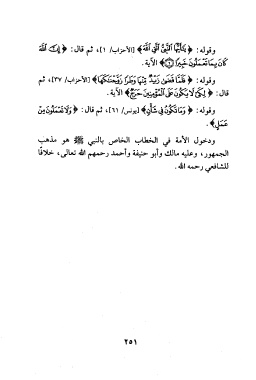 وقوله: ﴿ يَٰٓأَيُّهَا ٱلنَّبِىُّ ٱتَّقِ ٱللَّهَ ﴾ [الأحزاب/ ١]، ثم قال: ﴿ إِنَّ ٱللَّهَ
كَانَ بِمَا تَعْمَلُونَ خَبِيرًا ﴾ الآية.
وقوله: ﴿ فَلَمَّا قَضَىٰ زَيْدٌ مِّنْهَا وَطَرًا زَوَّجْنَٰكَهَا ﴾ [الأحزاب/ ٣٧]، ثم
قال: ﴿ لِكَىْ لَا يَكُونَ عَلَى ٱلْمُؤْمِنِينَ حَرَجٌ ﴾ الآية.
وقوله: ﴿ وَمَا تَكُونُ فِى شَأْنٍ ﴾ [يونس/ ٦١]، ثم قال: ﴿ وَلَا تَعْمَلُونَ مِنْ
عَمَلٍ ﴾.
ودخول الأمة في الخطاب الخاص بالنبي ﷺ هو مذهب
الجمهور، وعليه مالك وأبو حنيفة وأحمد رحمهم الله تعالى، خلافًا
للشافعي رحمه الله.
٢٥١